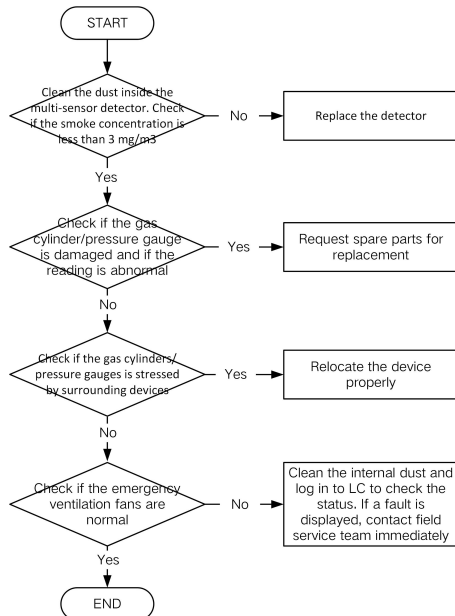 START
Clean the dust inside the
multi-sensor detector. Check
if the smoke concentration is
less than 3 mg/m3
No
Replace the detector
Yes
Check if the gas
cylinder/pressure gauge
is damaged and if the
reading is abnormal
Yes
Request spare parts for
replacement
No
Check if the gas cylinders/
pressure gauges is stressed
by surrounding devices
Yes
Relocate the device
properly
No
Check if the emergency
ventilation fans are
normal
No
Clean the internal dust and
log in to LC to check the
status. If a fault is
displayed, contact field
service team immediately
Yes
END